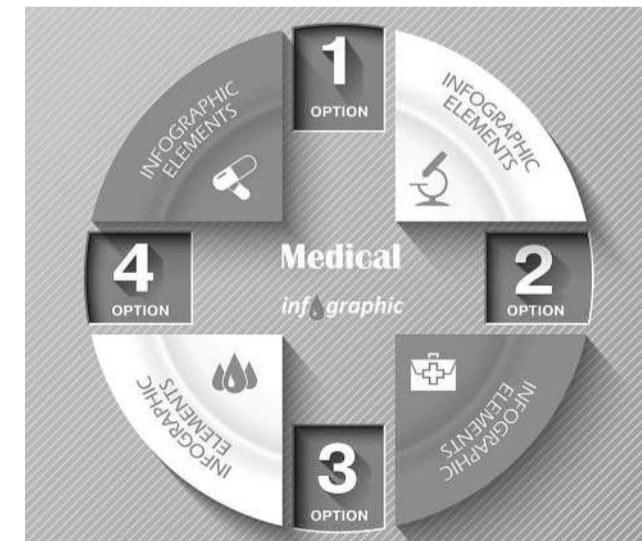 1
OPTION
INFOGRAPHIC
ELEMENTS
INFOGRAPHIC
ELEMENTS
4
OPTION
Medical
infographic
2
OPTION
INFOGRAPHIC
ELEMENTS
INFOGRAPHIC
ELEMENTS
3
OPTION